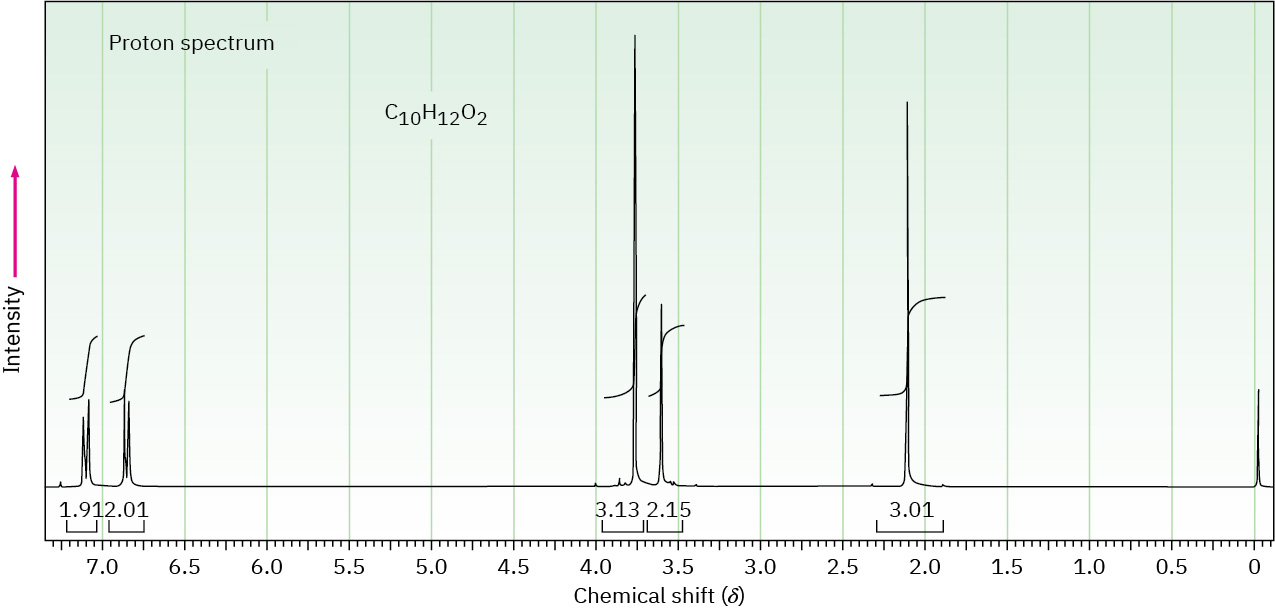 Proton spectrum
C10H12O2
Intensity
1.91 2.01 3.13 2.15 3.01
7.0 6.5 6.0 5.5 5.0 4.5 4.0 3.5 3.0 2.5 2.0 1.5 1.0 0.5 0
Chemical shift (δ)